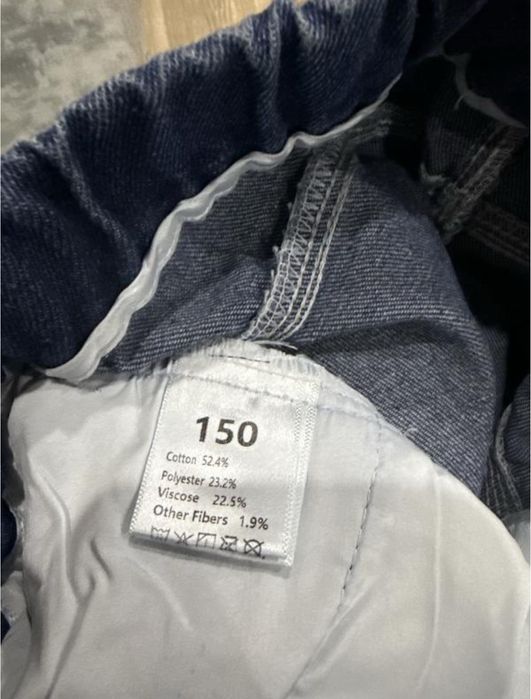 150
Cotton 52.4%
Polyester 23.2%
Viscose 22.5%
Other Fibers 1.9%